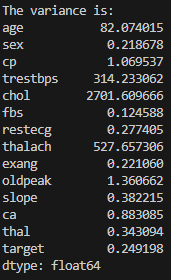 The variance is:
age 82.074015
sex 0.218678
cp 1.069537
trestbps 314.233062
chol 2701.609666
fbs 0.124588
restecg 0.277405
thalach 527.657306
exang 0.221060
oldpeak 1.360662
slope 0.382215
ca 0.883085
thal 0.343094
target 0.249198
dtype: float64